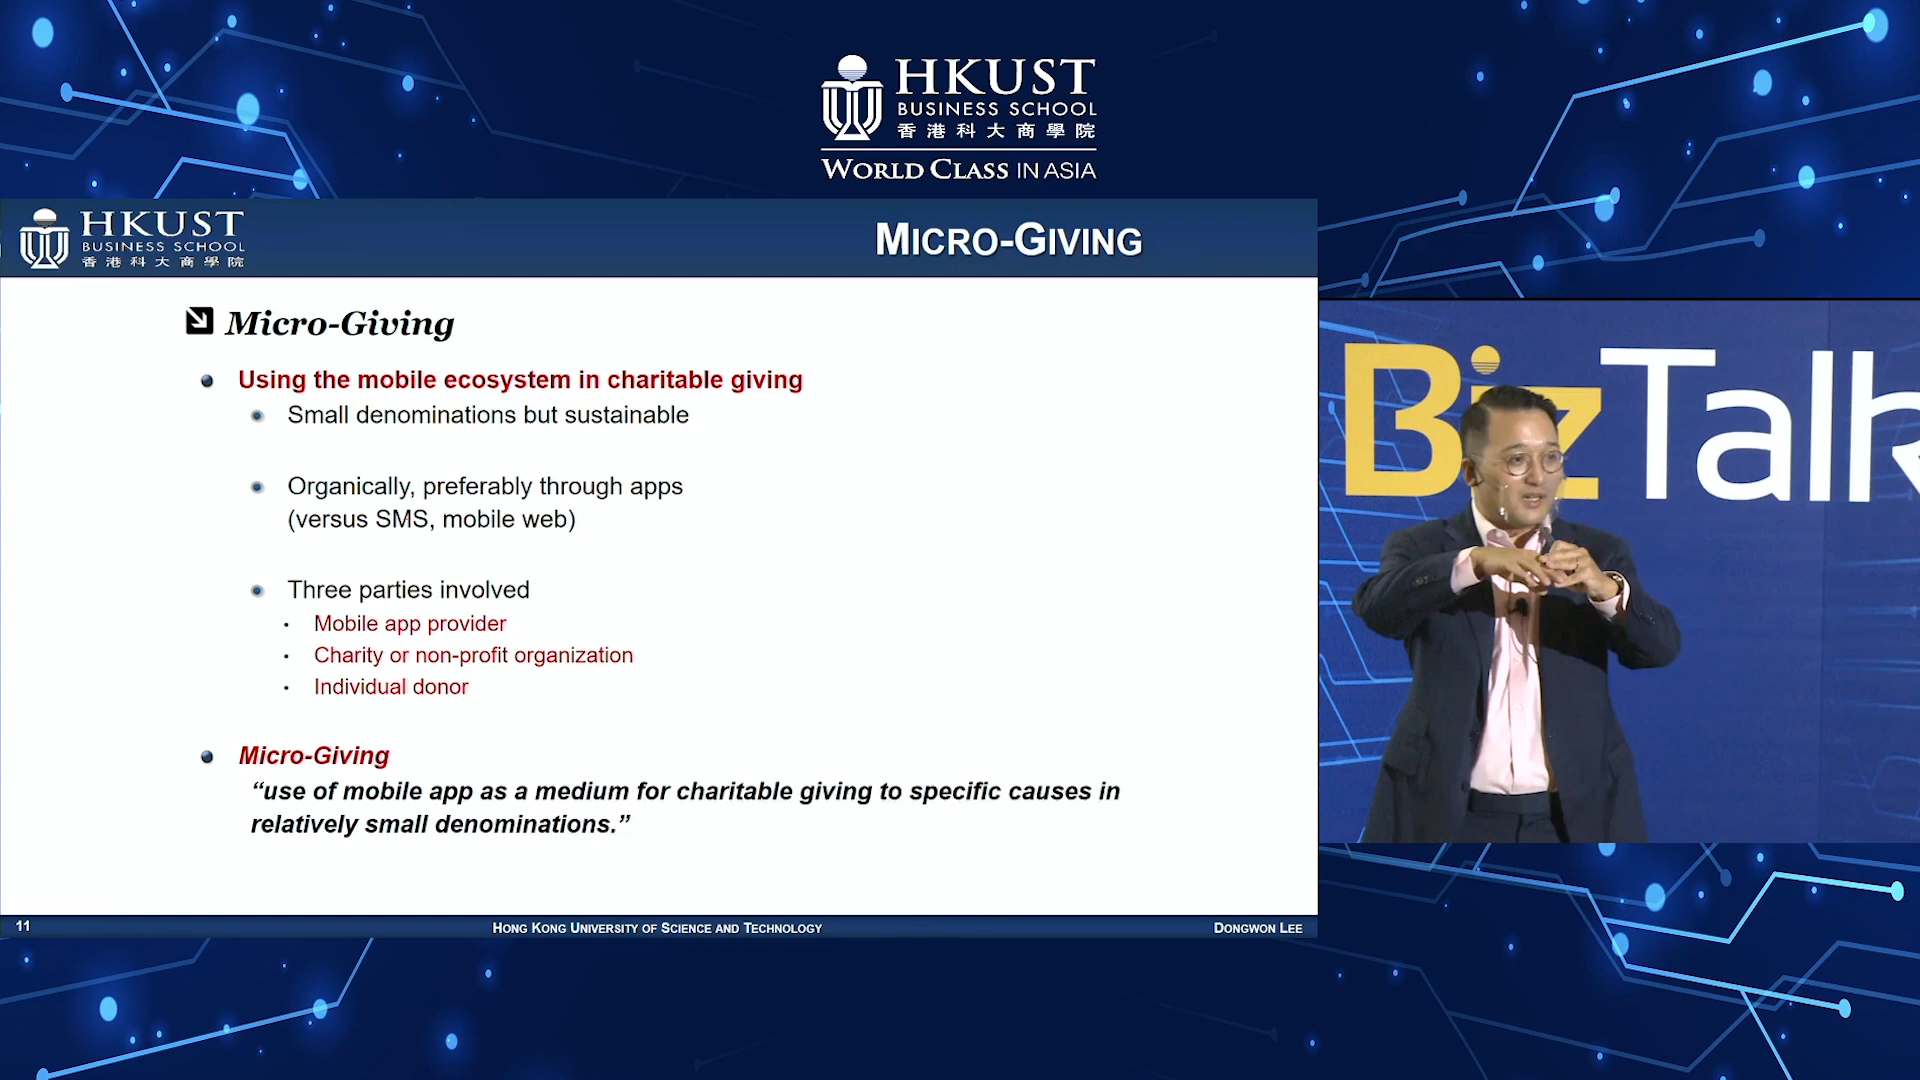 HKUST
BUSINESS SCHOOL
香港科大商學院
WORLD CLASS IN ASIA
HKUST
BUSINESS SCHOOL
香港科大商學院
MICRO-GIVING
Micro-Giving
Using the mobile ecosystem in charitable giving
Small denominations but sustainable
Organically, preferably through apps
(versus SMS, mobile web)
Three parties involved
Mobile app provider
Charity or non-profit organization
Individual donor
Micro-Giving
“use of mobile app as a medium for charitable giving to specific causes in
relatively small denominations.”
11
HONG KONG UNIVERSITY OF SCIENCE AND TECHNOLOGY
DONGWON LEE
BizTalk